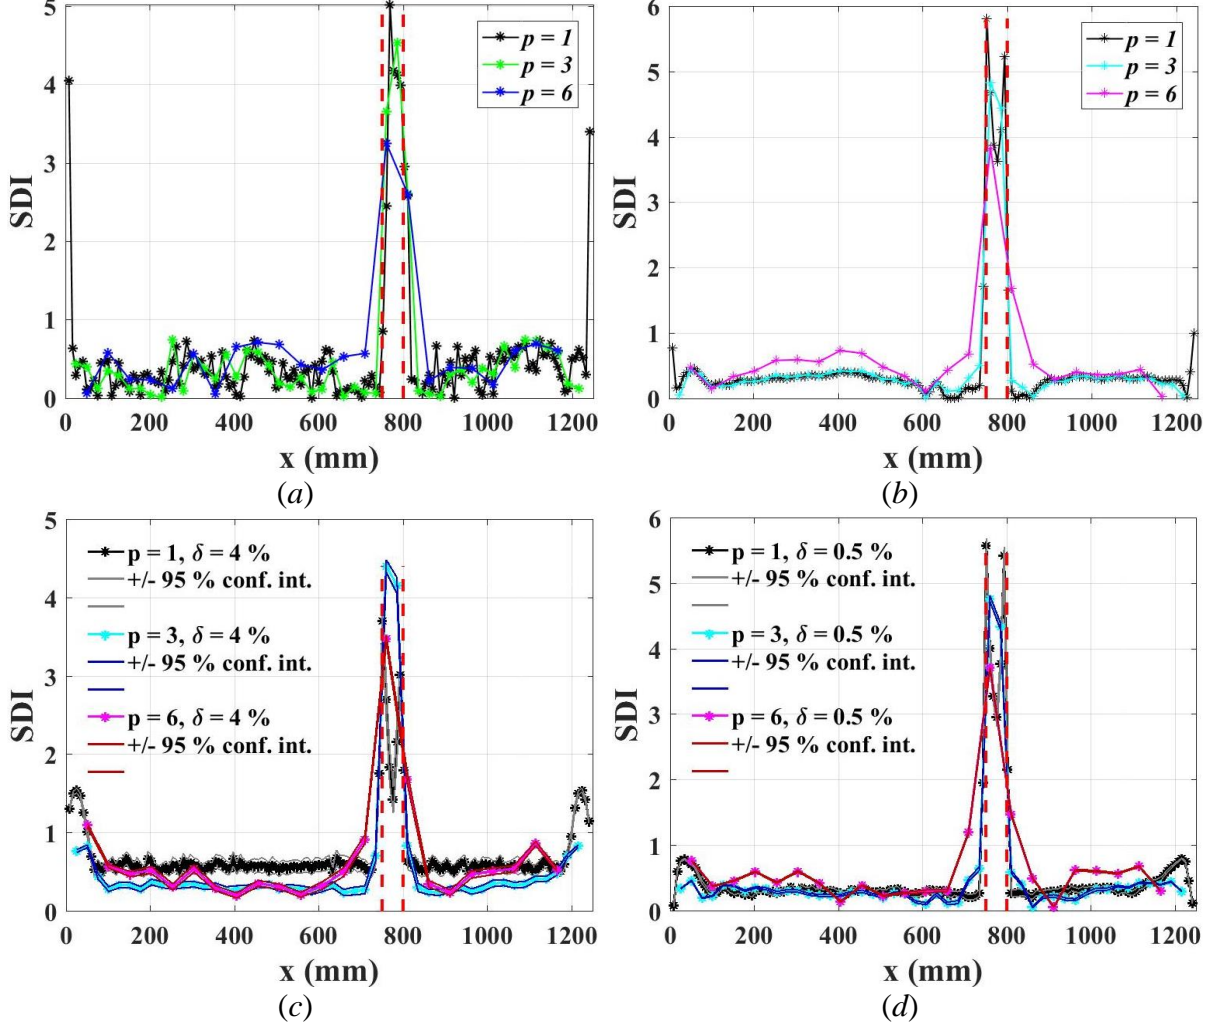 5
4
3
2
1
0
SDI
p = 1
p = 3
p = 6
0 200 400 600 800 1000 1200
x (mm)
(a)
6
5
4
3
2
1
0
SDI
p = 1
p = 3
p = 6
0 200 400 600 800 1000 1200
x (mm)
(b)
5
4
3
2
1
0
SDI
p = 1, δ = 4 %
+/- 95 % conf. int.
p = 3, δ = 4 %
+/- 95 % conf. int.
p = 6, δ = 4 %
+/- 95 % conf. int.
0 200 400 600 800 1000 1200
x (mm)
(c)
6
5
4
3
2
1
0
SDI
p = 1, δ = 0.5 %
+/- 95 % conf. int.
p = 3, δ = 0.5 %
+/- 95 % conf. int.
p = 6, δ = 0.5 %
+/- 95 % conf. int.
0 200 400 600 800 1000 1200
x (mm)
(d)